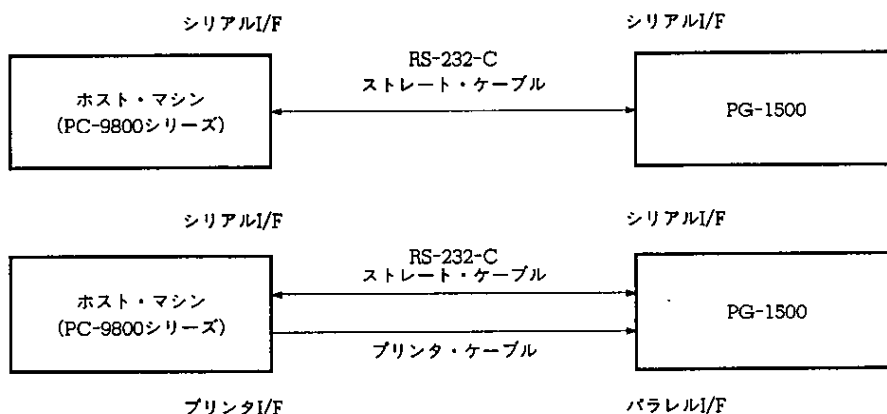 シリアルI/F シリアルI/F
RS-232-C
ストレート・ケーブル
ホスト・マシン
(PC-9800シリーズ)
PG-1500
シリアルI/F シリアルI/F
RS-232-C
ストレート・ケーブル
ホスト・マシン
(PC-9800シリーズ)
PG-1500
プリンタ・ケーブル
プリンタI/F パラレルI/F